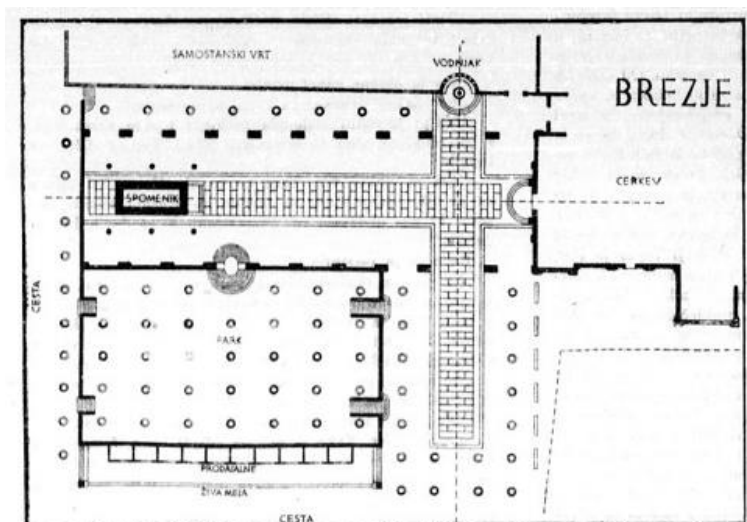 SAMOSTANSKI VRT
VODNJAK
BREZJE
SPOMENIK
CERKEV
CESTA
PARK
PRODAJALNE
ŽIVA MEJA
CESTA